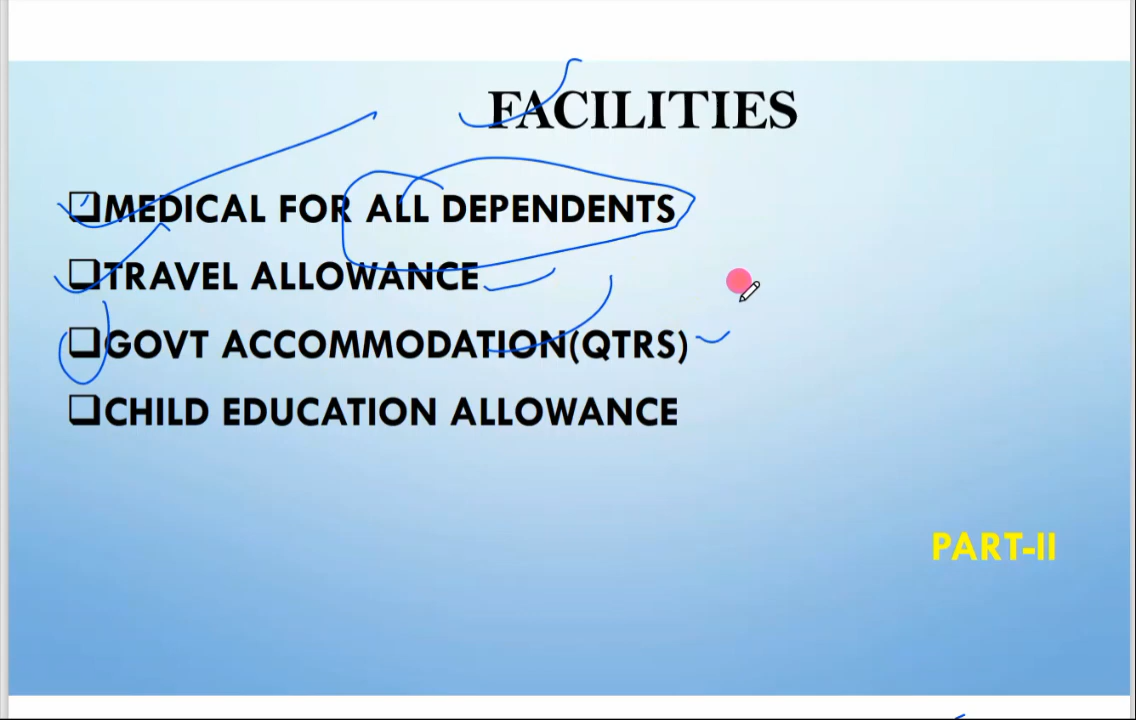 FACILITIES
❑MEDICAL FOR ALL DEPENDENTS
❑TRAVEL ALLOWANCE
❑GOVT ACCOMMODATION(QTRS)
❑CHILD EDUCATION ALLOWANCE
PART-II